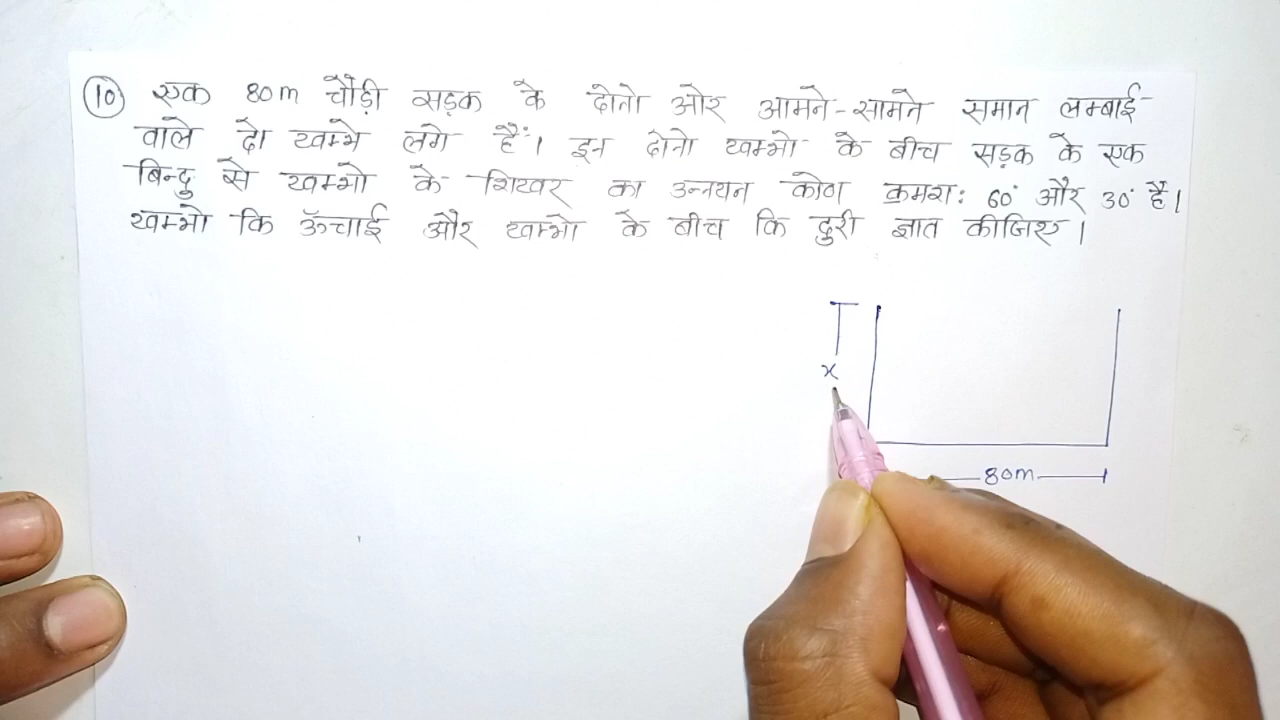 10 एक 80m चौड़ी सड़क के दोनो ओर आमने-सामने समान लम्बाई
वाले दो खम्भे लगे हैं। इन दोनो खम्भो के बीच सड़क के एक
बिन्दु से खम्भो के शिखर का उन्नयन कोण क्रमश: 60° और 30° हैं।
खम्भो कि ऊँचाई और खम्भो के बीच कि दुरी ज्ञात कीजिए।
x
80m